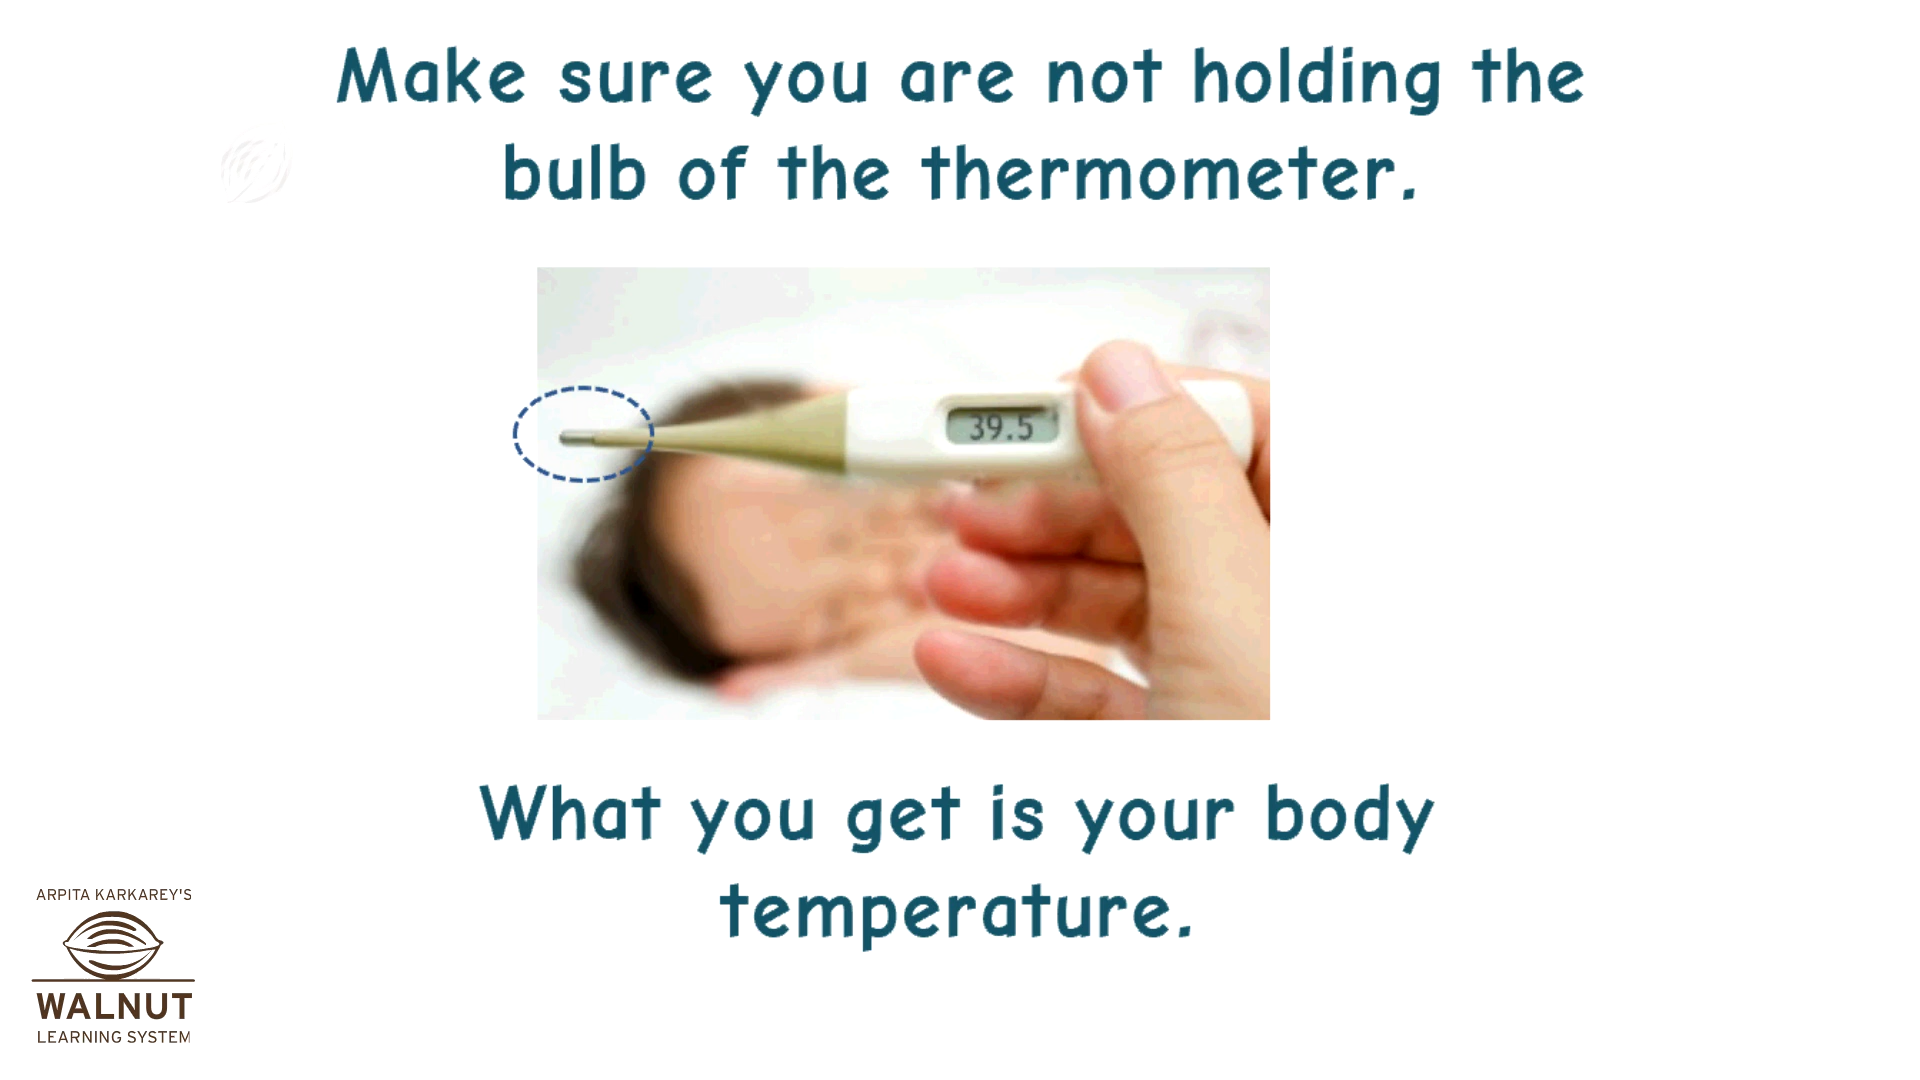 Make sure you are not holding the
bulb of the thermometer.
39.5
What you get is your body
temperature.
ARPITA KARKAREY'S
WALNUT
LEARNING SYSTEM